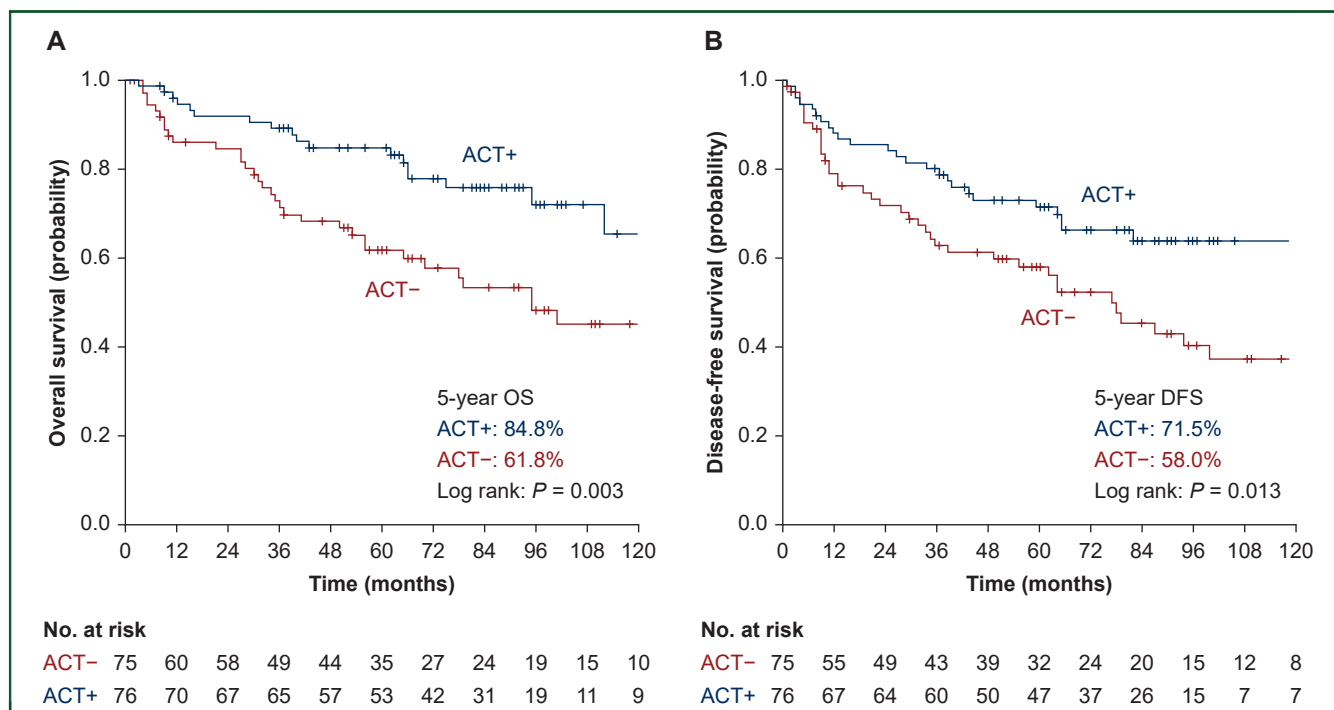 A
Overall survival (probability)
1.0
0.8
0.6
0.4
0.2
0.0
ACT+
ACT−
5-year OS
ACT+: 84.8%
ACT−: 61.8%
Log rank: P = 0.003
0 12 24 36 48 60 72 84 96 108 120
Time (months)
No. at risk
ACT− 75 60 58 49 44 35 27 24 19 15 10
ACT+ 76 70 67 65 57 53 42 31 19 11 9
B
Disease-free survival (probability)
1.0
0.8
0.6
0.4
0.2
0.0
ACT+
ACT−
5-year DFS
ACT+: 71.5%
ACT−: 58.0%
Log rank: P = 0.013
0 12 24 36 48 60 72 84 96 108 120
Time (months)
No. at risk
ACT− 75 55 49 43 39 32 24 20 15 12 8
ACT+ 76 67 64 60 50 47 37 26 15 7 7